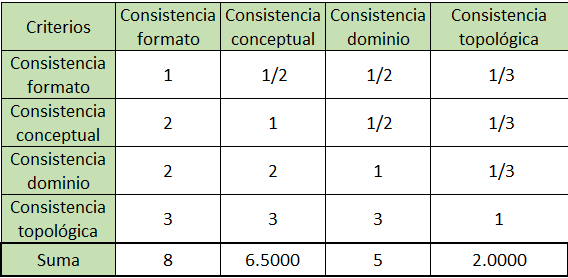 Criterios Consistencia formato Consistencia conceptual Consistencia dominio Consistencia topológica
Consistencia formato 1 1/2 1/2 1/3
Consistencia conceptual 2 1 1/2 1/3
Consistencia dominio 2 2 1 1/3
Consistencia topológica 3 3 3 1
Suma 8 6.5000 5 2.0000